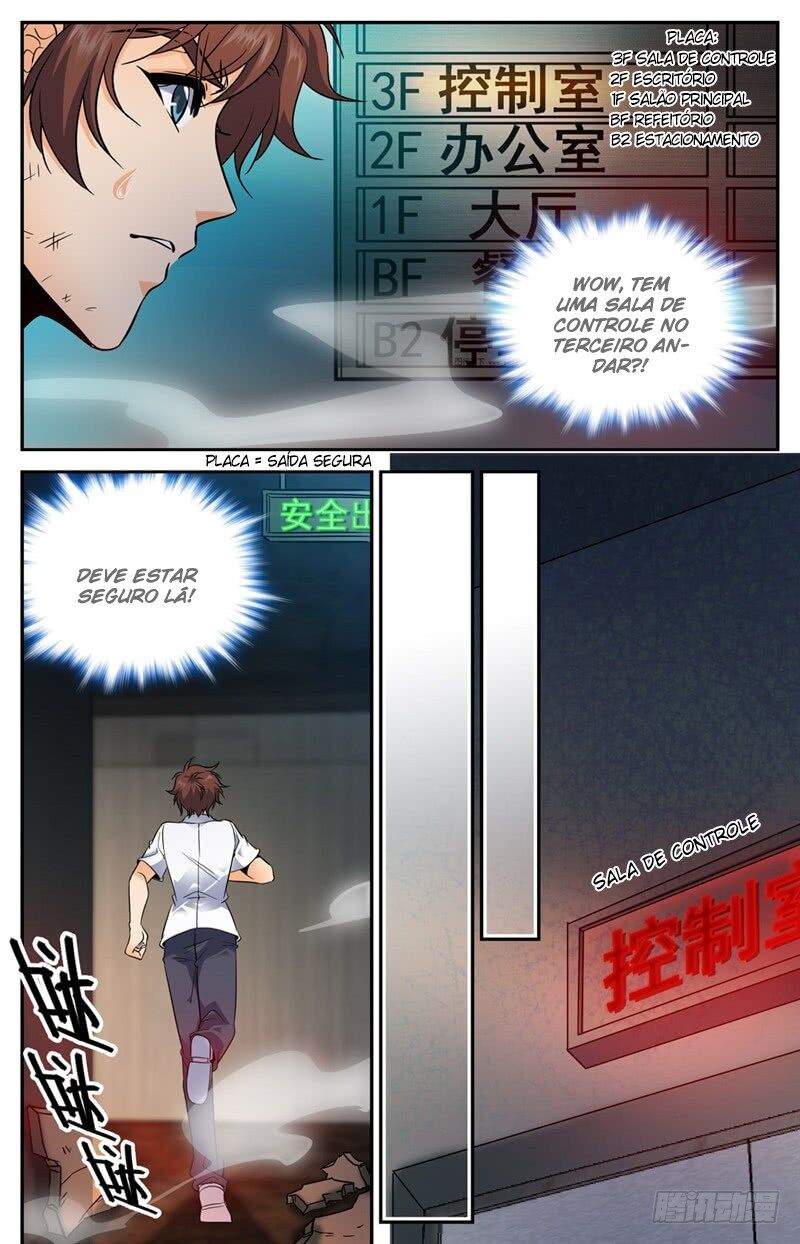 PLACA:
3F SALA DE CONTROLE
2F ESCRITÓRIO
1F SALÃO PRINCIPAL
BF REFEITÓRIO
B2 ESTACIONAMENTO
3F 控制室
2F 办公室
1F 大厅
BF 餐
B2 停
WOW, TEM
UMA SALA DE
CONTROLE NO
TERCEIRO AN-
DAR?!
PLACA = SAÍDA SEGURA
安全出
DEVE ESTAR
SEGURO LÁ!
SALA DE CONTROLE
控制室
腾讯动漫